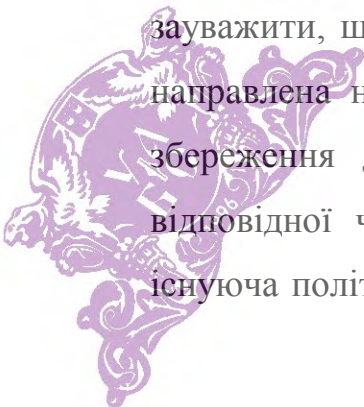 зауважити, щ
направлена н
збереження д
відповідної ч
існуюча політ